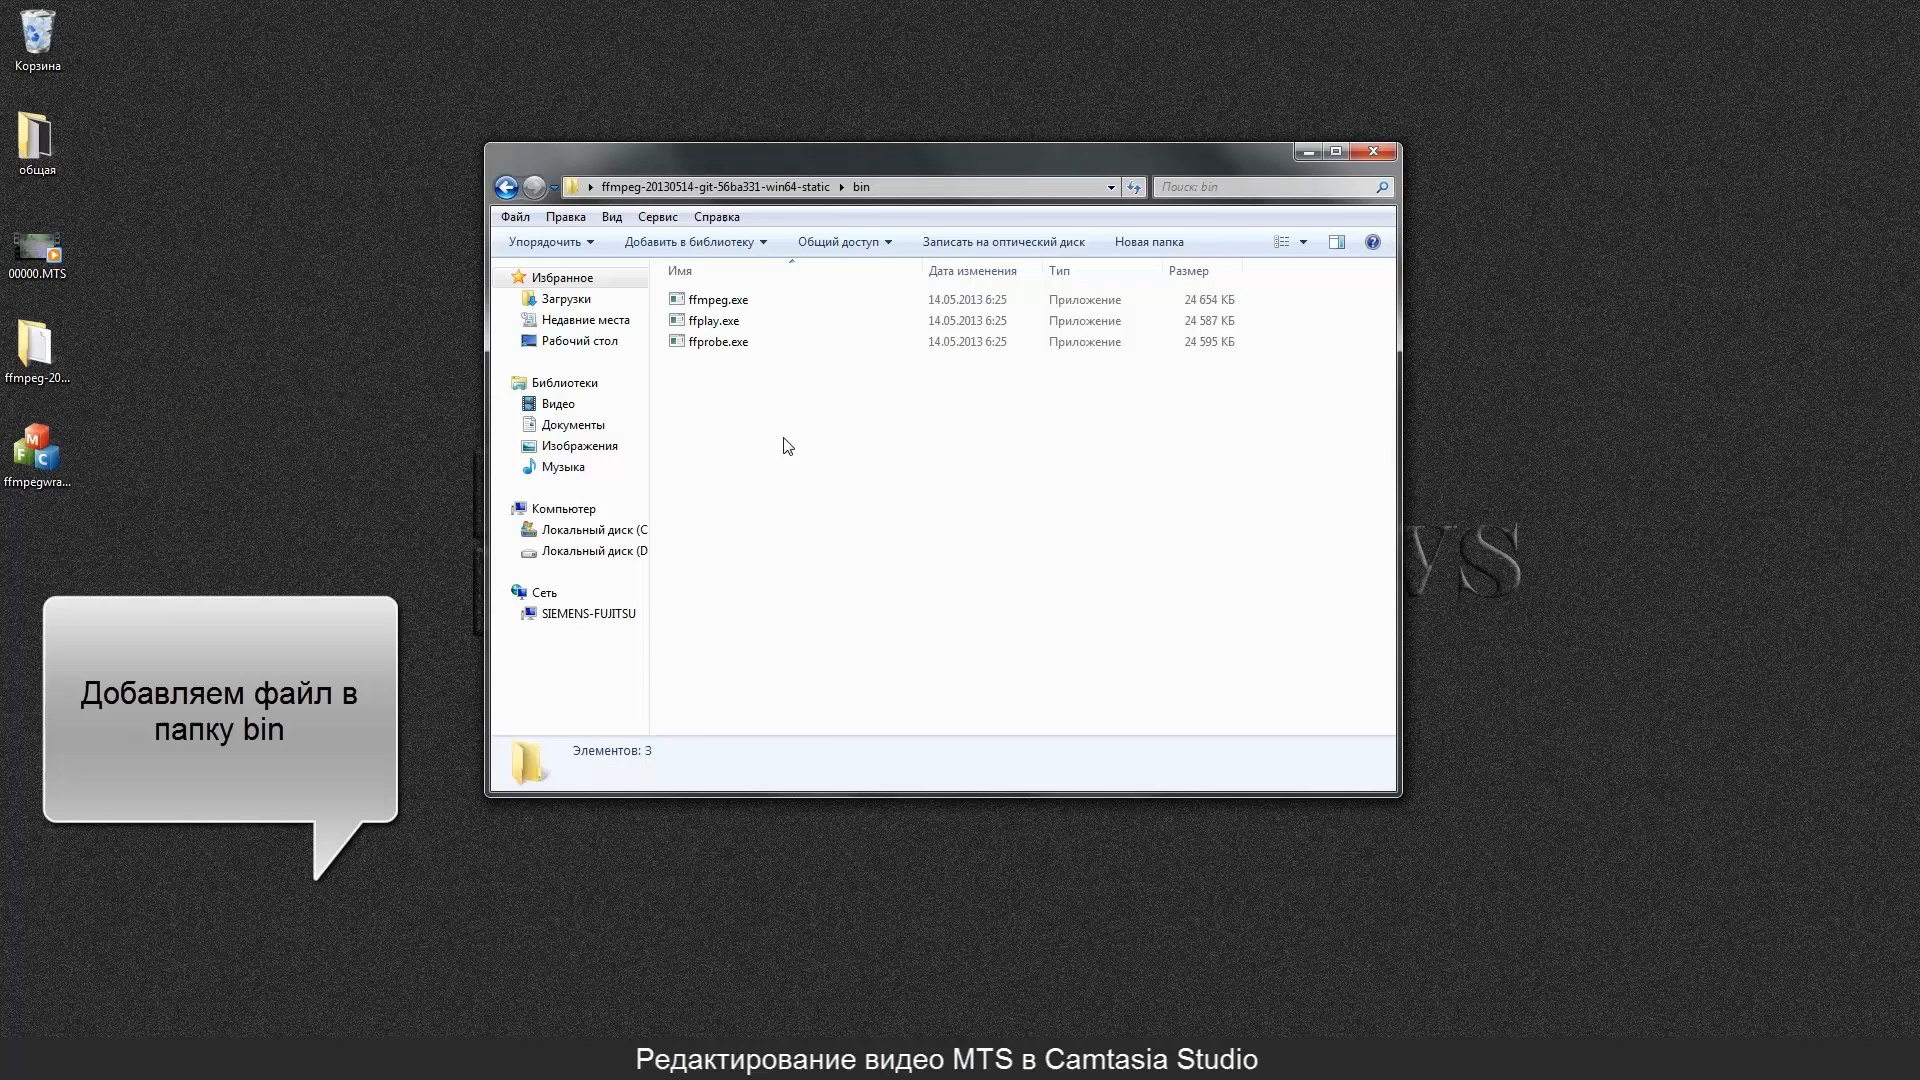 Корзина
общая
00000.MTS
ffmpeg-20...
ffmpegwra...
ffmpeg-20130514-git-56ba331-win64-static
bin
Поиск: bin
Файл Правка Вид Сервис Справка
Упорядочить Добавить в библиотеку Общий доступ Записать на оптический диск Новая папка
Избранное
Загрузки
Недавние места
Рабочий стол
Библиотеки
Видео
Документы
Изображения
Музыка
Компьютер
Локальный диск (C
Локальный диск (D
Сеть
SIEMENS-FUJITSU
Имя Дата изменения Тип Размер
ffmpeg.exe 14.05.2013 6:25 Приложение 24 654 КБ
ffplay.exe 14.05.2013 6:25 Приложение 24 587 КБ
ffprobe.exe 14.05.2013 6:25 Приложение 24 595 КБ
Элементов: 3
Добавляем файл в
папку bin
Редактирование видео MTS в Camtasia Studio